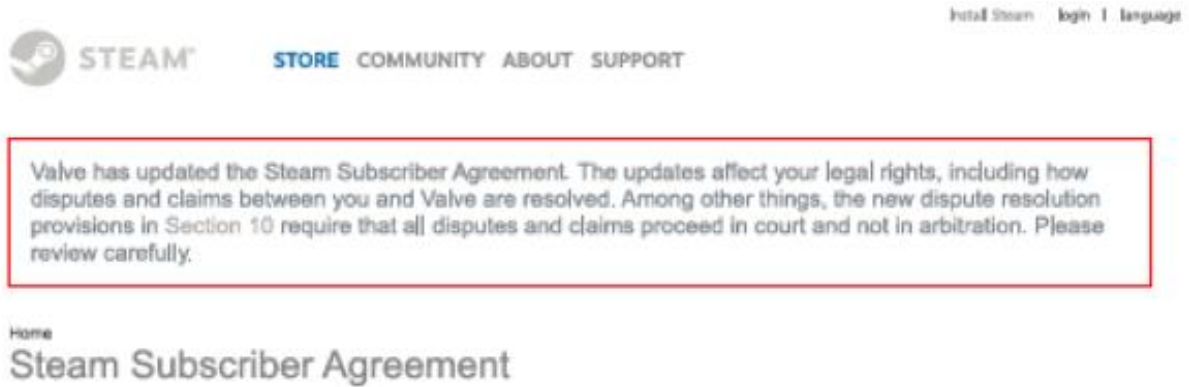 Install Steam login | language
STEAM® STORE COMMUNITY ABOUT SUPPORT
Valve has updated the Steam Subscriber Agreement. The updates affect your legal rights, including how
disputes and claims between you and Valve are resolved. Among other things, the new dispute resolution
provisions in Section 10 require that all disputes and claims proceed in court and not in arbitration. Please
review carefully.
Home
Steam Subscriber Agreement